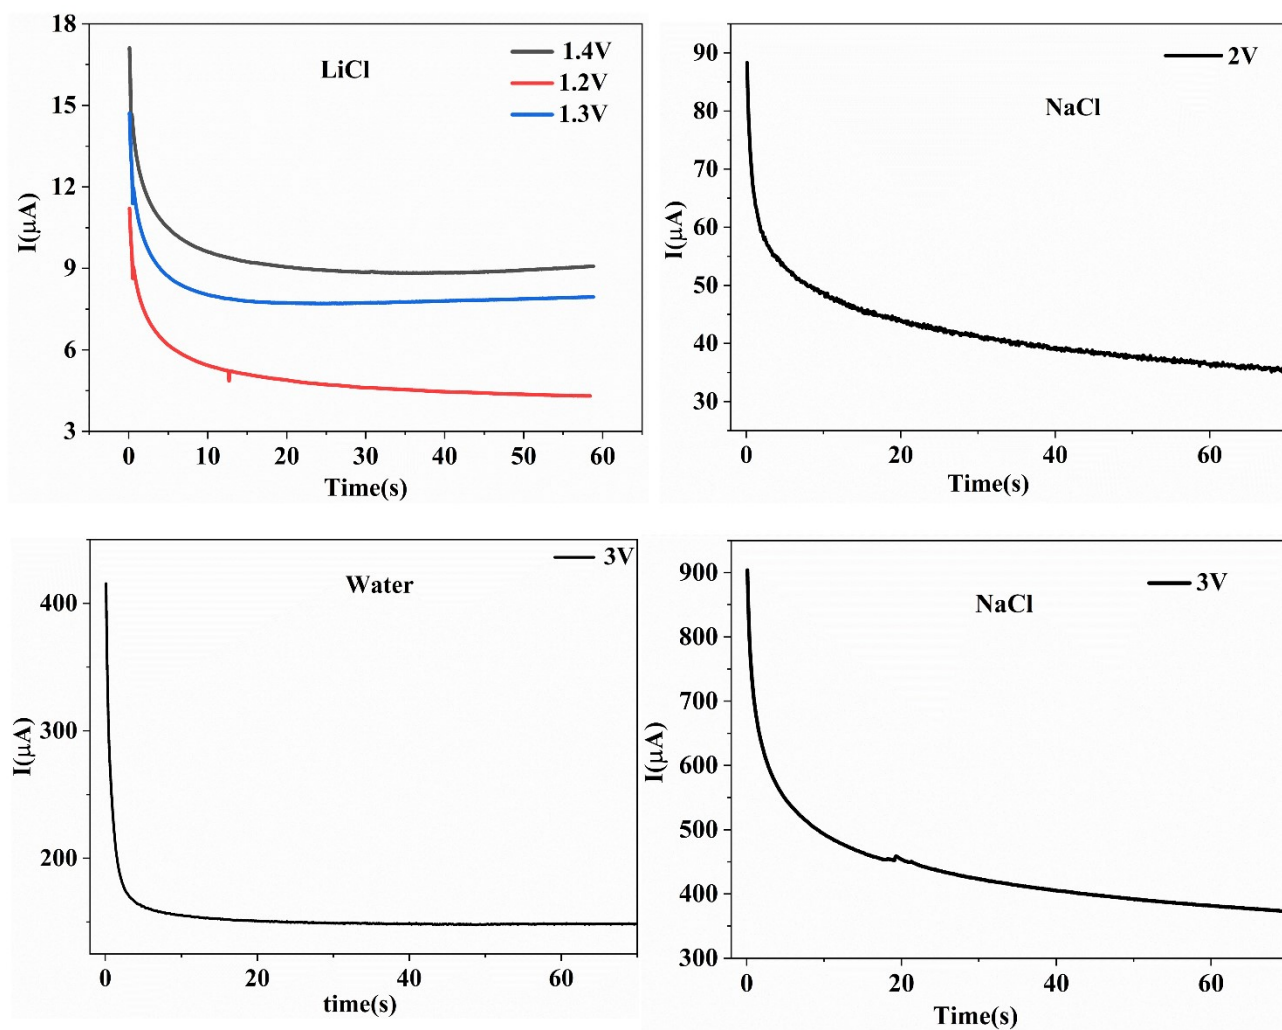 18
15
12
9
6
3
I(μA)
LiCl
1.4V
1.2V
1.3V
0 10 20 30 40 50 60
Time(s)
90
80
70
60
50
40
30
I(μA)
2V
NaCl
0 20 40 60
Time(s)
400
300
200
I(μA)
3V
Water
0 20 40 60
time(s)
900
800
700
600
500
400
300
I(μA)
3V
NaCl
0 20 40 60
Time(s)